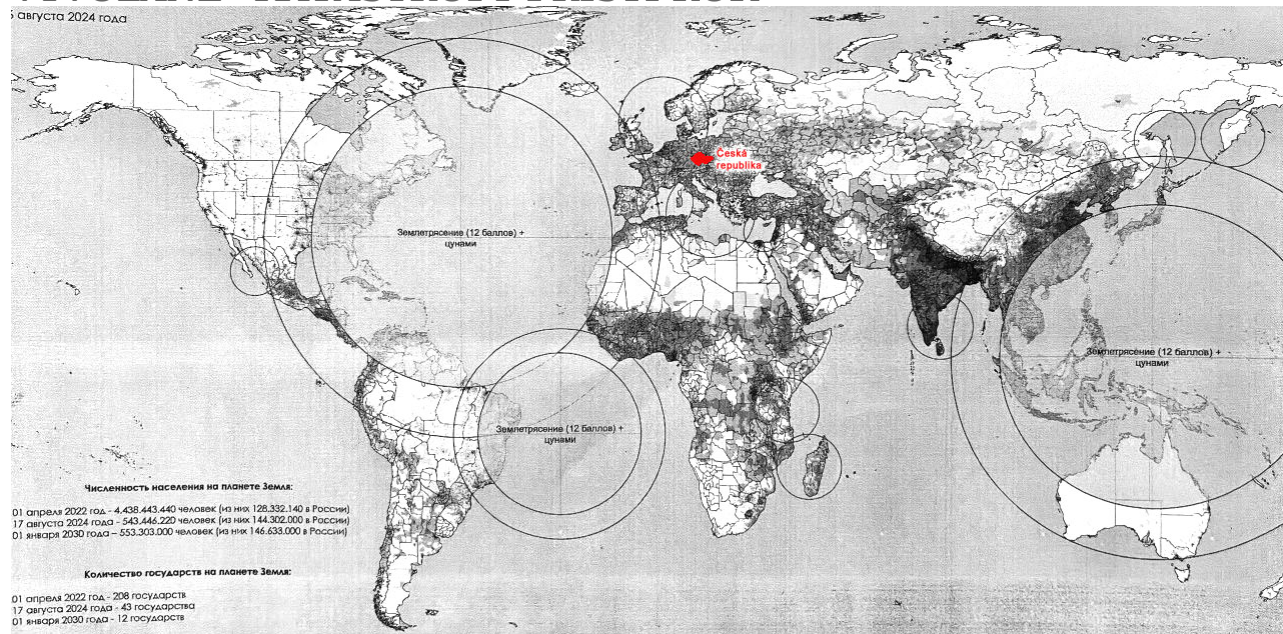 августа 2024 года
Česká
republika
Землетрясение (12 баллов) +
цунами
Землетрясение (12 баллов) +
цунами
Землетрясение (12 баллов) +
цунами
Численность населения на планете Земля:
01 апреля 2022 год - 4.438.443.440 человек (из них 128.332.140 в России)
17 августа 2024 года - 543.446.220 человек (из них 144.302.000 в России)
01 января 2030 года – 553.303.000 человек (из них 146.633.000 в России)
Количество государств на планете Земля:
01 апреля 2022 год - 208 государств
17 августа 2024 года - 43 государства
01 января 2030 года - 12 государств